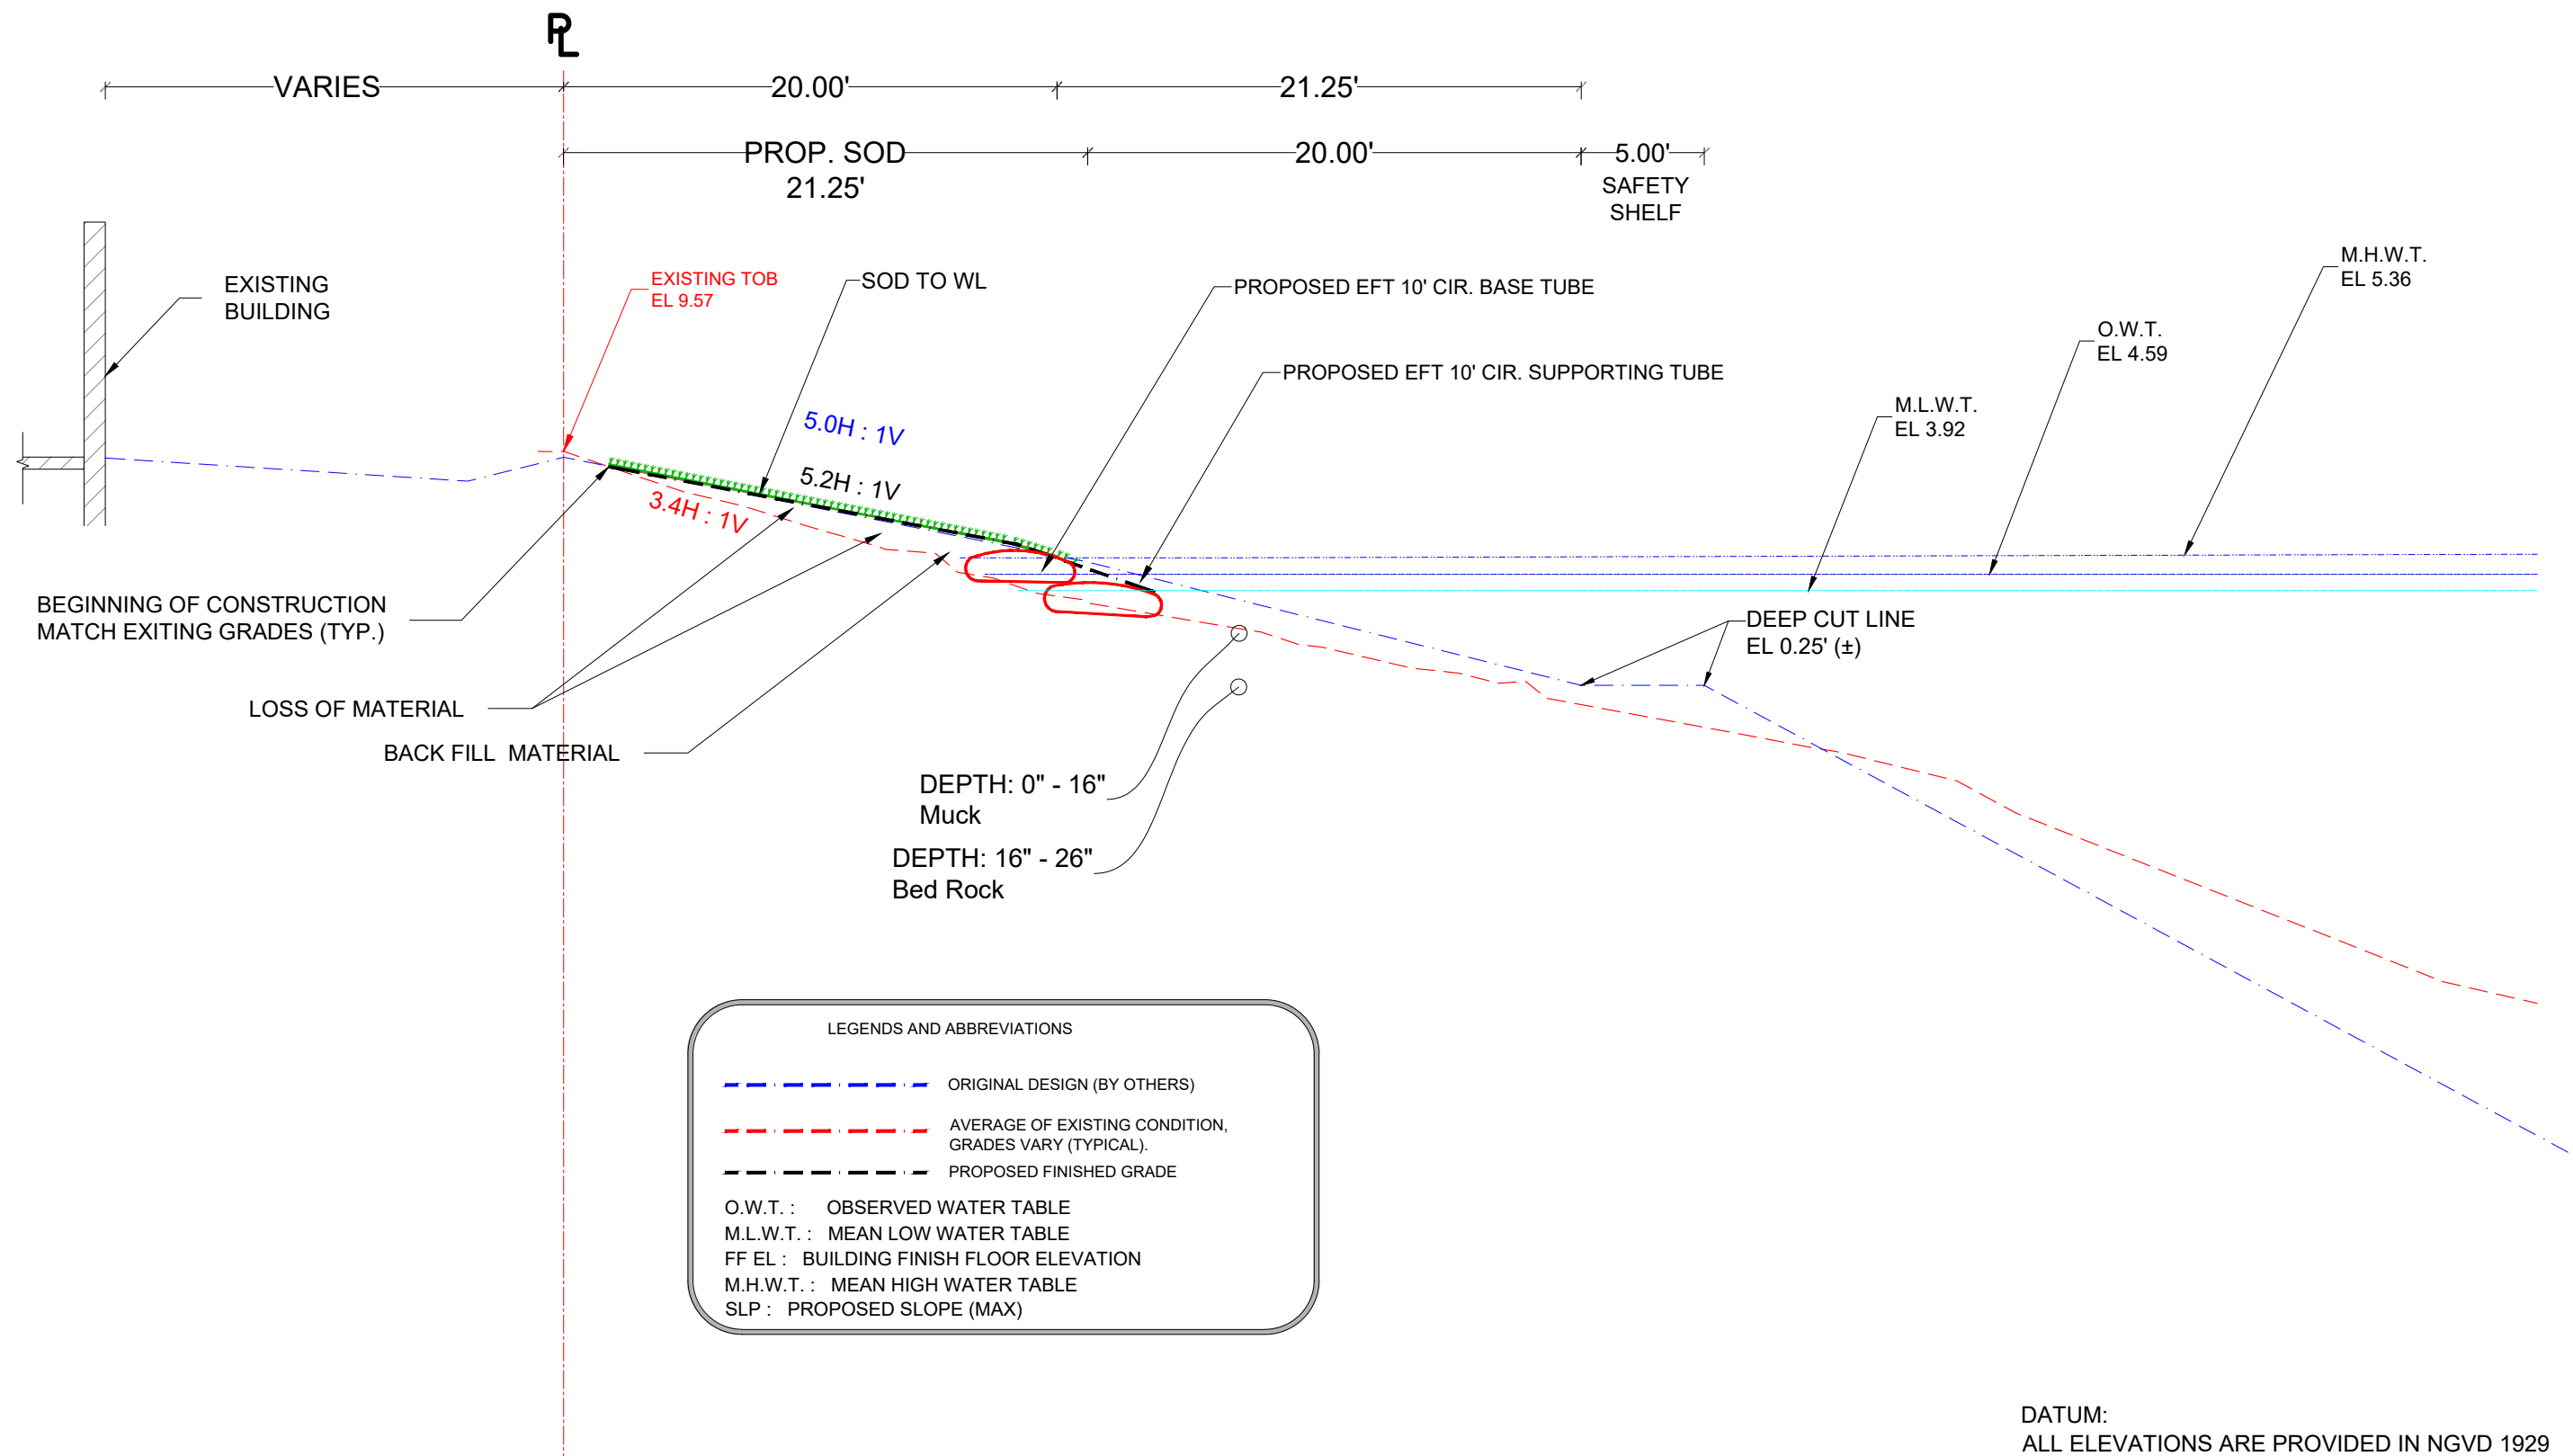 PL
VARIES
20.00'
21.25'
PROP. SOD
21.25'
20.00'
5.00'
SAFETY
SHELF
EXISTING
BUILDING
EXISTING TOB
EL 9.57
SOD TO WL
PROPOSED EFT 10' CIR. BASE TUBE
PROPOSED EFT 10' CIR. SUPPORTING TUBE
M.H.W.T.
EL 5.36
O.W.T.
EL 4.59
M.L.W.T.
EL 3.92
5.0H : 1V
5.2H : 1V
3.4H : 1V
BEGINNING OF CONSTRUCTION
MATCH EXITING GRADES (TYP.)
DEEP CUT LINE
EL 0.25' (±)
LOSS OF MATERIAL
BACK FILL MATERIAL
DEPTH: 0" - 16"
Muck
DEPTH: 16" - 26"
Bed Rock
LEGENDS AND ABBREVIATIONS
ORIGINAL DESIGN (BY OTHERS)
AVERAGE OF EXISTING CONDITION,
GRADES VARY (TYPICAL).
PROPOSED FINISHED GRADE
O.W.T. : OBSERVED WATER TABLE
M.L.W.T. : MEAN LOW WATER TABLE
FF EL : BUILDING FINISH FLOOR ELEVATION
M.H.W.T. : MEAN HIGH WATER TABLE
SLP : PROPOSED SLOPE (MAX)
DATUM:
ALL ELEVATIONS ARE PROVIDED IN NGVD 1929